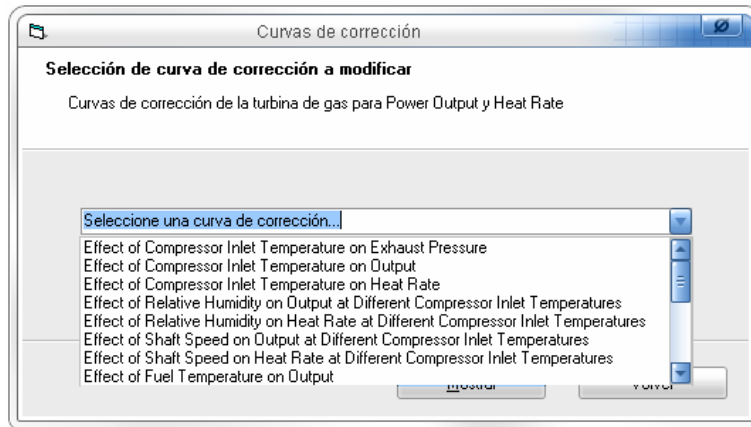 Curvas de corrección
Selección de curva de corrección a modificar
Curvas de corrección de la turbina de gas para Power Output y Heat Rate
Seleccione una curva de corrección...
Effect of Compressor Inlet Temperature on Exhaust Pressure
Effect of Compressor Inlet Temperature on Output
Effect of Compressor Inlet Temperature on Heat Rate
Effect of Relative Humidity on Output at Different Compressor Inlet Temperatures
Effect of Relative Humidity on Heat Rate at Different Compressor Inlet Temperatures
Effect of Shaft Speed on Output at Different Compressor Inlet Temperatures
Effect of Shaft Speed on Heat Rate at Different Compressor Inlet Temperatures
Effect of Fuel Temperature on Output
Mostrar Volver